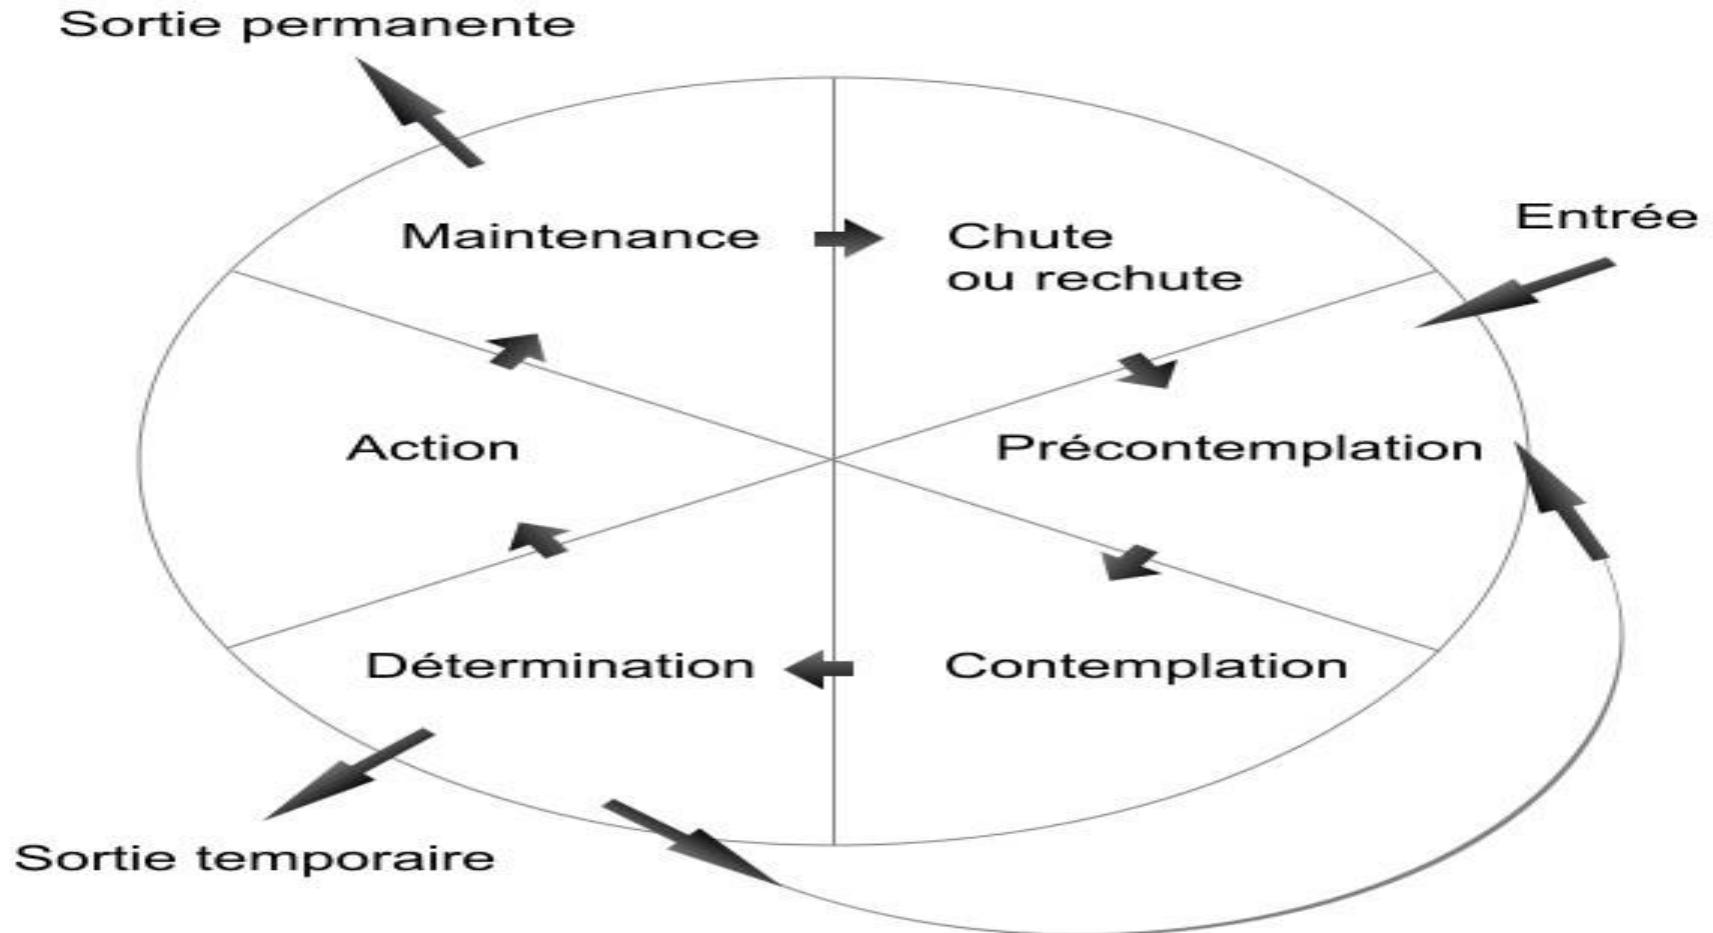 Sortie permanente
Entrée
Maintenance
Chute
ou rechute
Action
Précontemplation
Détermination
Contemplation
Sortie temporaire